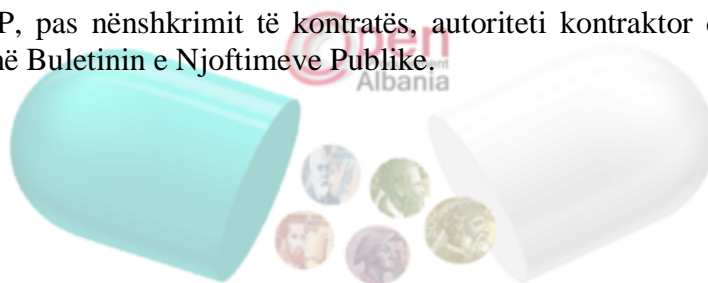 P, pas nënshkrimit të kontratës, autoriteti kontraktor
në Buletinin e Njoftimeve Publike.
Open
Albania